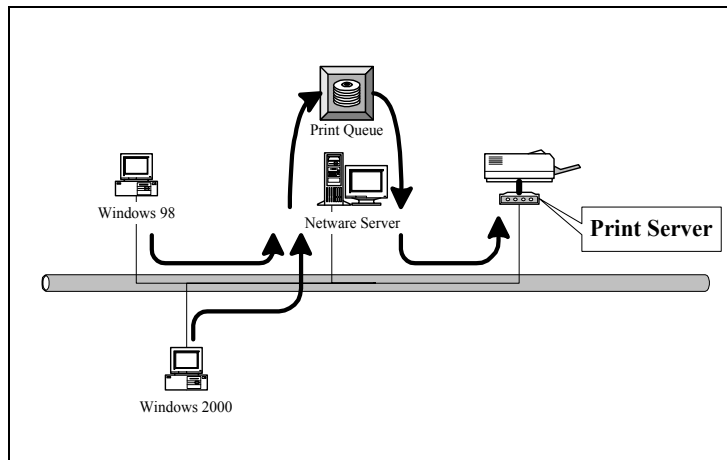 Print Queue
Windows 98
Netware Server
Print Server
Windows 2000